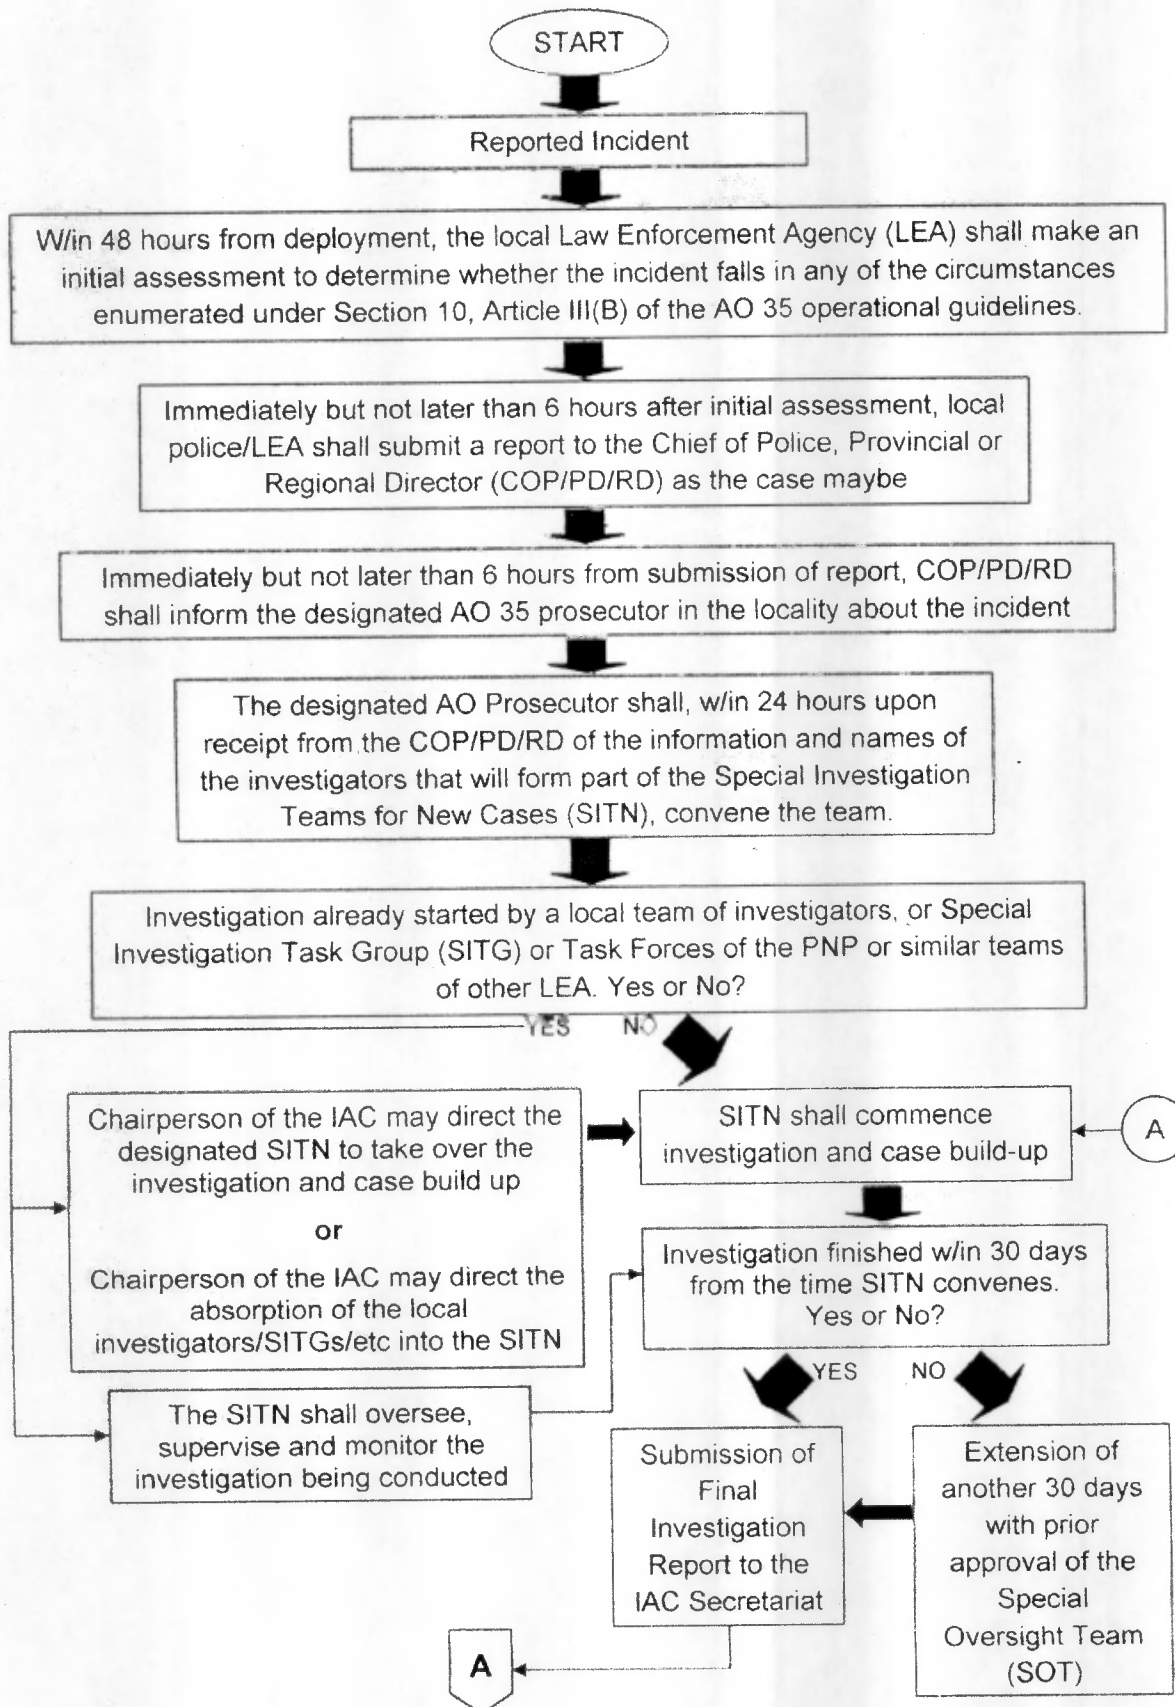 START
Reported Incident
W/in 48 hours from deployment, the local Law Enforcement Agency (LEA) shall make an
initial assessment to determine whether the incident falls in any of the circumstances
enumerated under Section 10, Article III(B) of the AO 35 operational guidelines.
Immediately but not later than 6 hours after initial assessment, local
police/LEA shall submit a report to the Chief of Police, Provincial or
Regional Director (COP/PD/RD) as the case maybe
Immediately but not later than 6 hours from submission of report, COP/PD/RD
shall inform the designated AO 35 prosecutor in the locality about the incident
The designated AO Prosecutor shall, w/in 24 hours upon
receipt from the COP/PD/RD of the information and names of
the investigators that will form part of the Special Investigation
Teams for New Cases (SITN), convene the team.
Investigation already started by a local team of investigators, or Special
Investigation Task Group (SITG) or Task Forces of the PNP or similar teams
of other LEA. Yes or No?
YES NO
Chairperson of the IAC may direct the
designated SITN to take over the
investigation and case build up
or
Chairperson of the IAC may direct the
absorption of the local
investigators/SITGs/etc into the SITN
SITN shall commence
investigation and case build-up
A
Investigation finished w/in 30 days
from the time SITN convenes.
Yes or No?
YES NO
The SITN shall oversee,
supervise and monitor the
investigation being conducted
Submission of
Final
Investigation
Report to the
IAC Secretariat
Extension of
another 30 days
with prior
approval of the
Special
Oversight Team
(SOT)
A